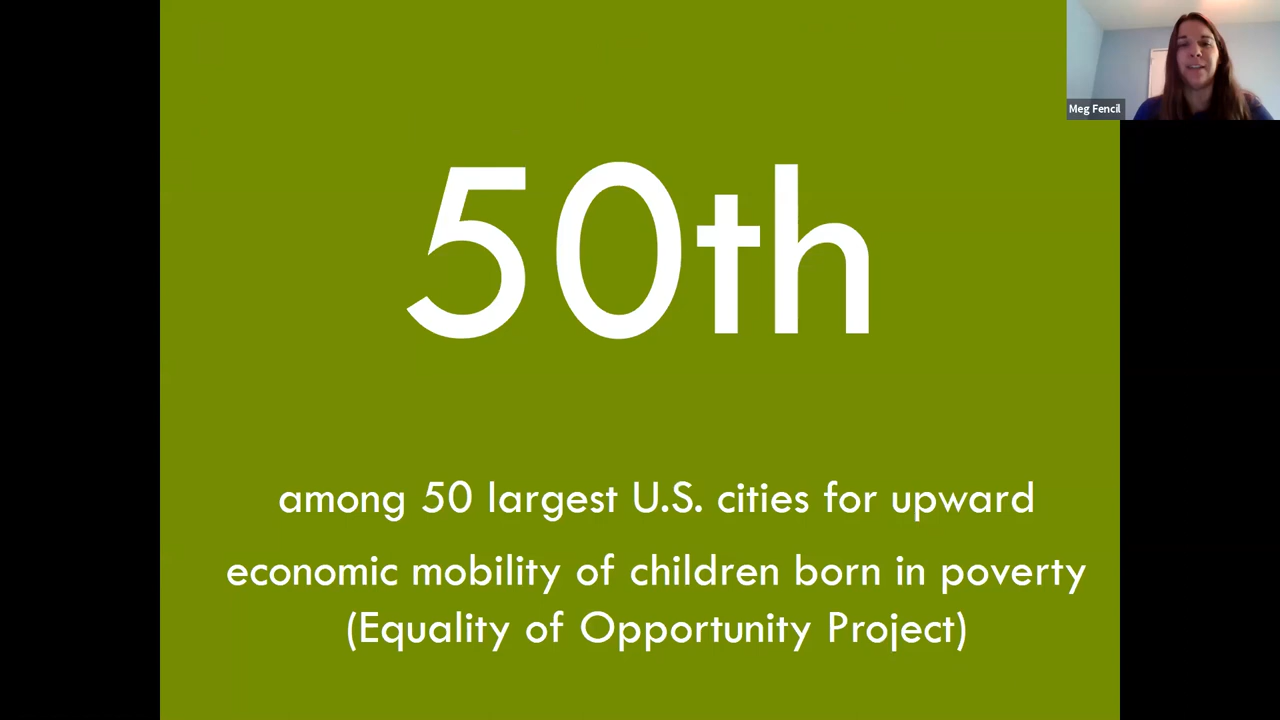 Meg Fencil
50th
among 50 largest U.S. cities for upward
economic mobility of children born in poverty
(Equality of Opportunity Project)